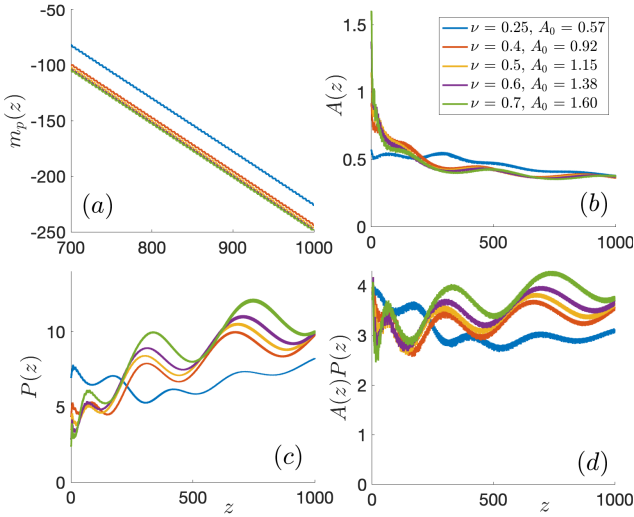 -50
-100
-150
-200
-250
m_p(z)
(a)
700 800 900 1000
1.5
1
0.5
0
A(z)
ν = 0.25, A_0 = 0.57
ν = 0.4, A_0 = 0.92
ν = 0.5, A_0 = 1.15
ν = 0.6, A_0 = 1.38
ν = 0.7, A_0 = 1.60
(b)
0 500 1000
10
5
0
P(z)
(c)
0 500 1000
z
4
3
2
1
0
A(z)P(z)
(d)
0 500 1000
z